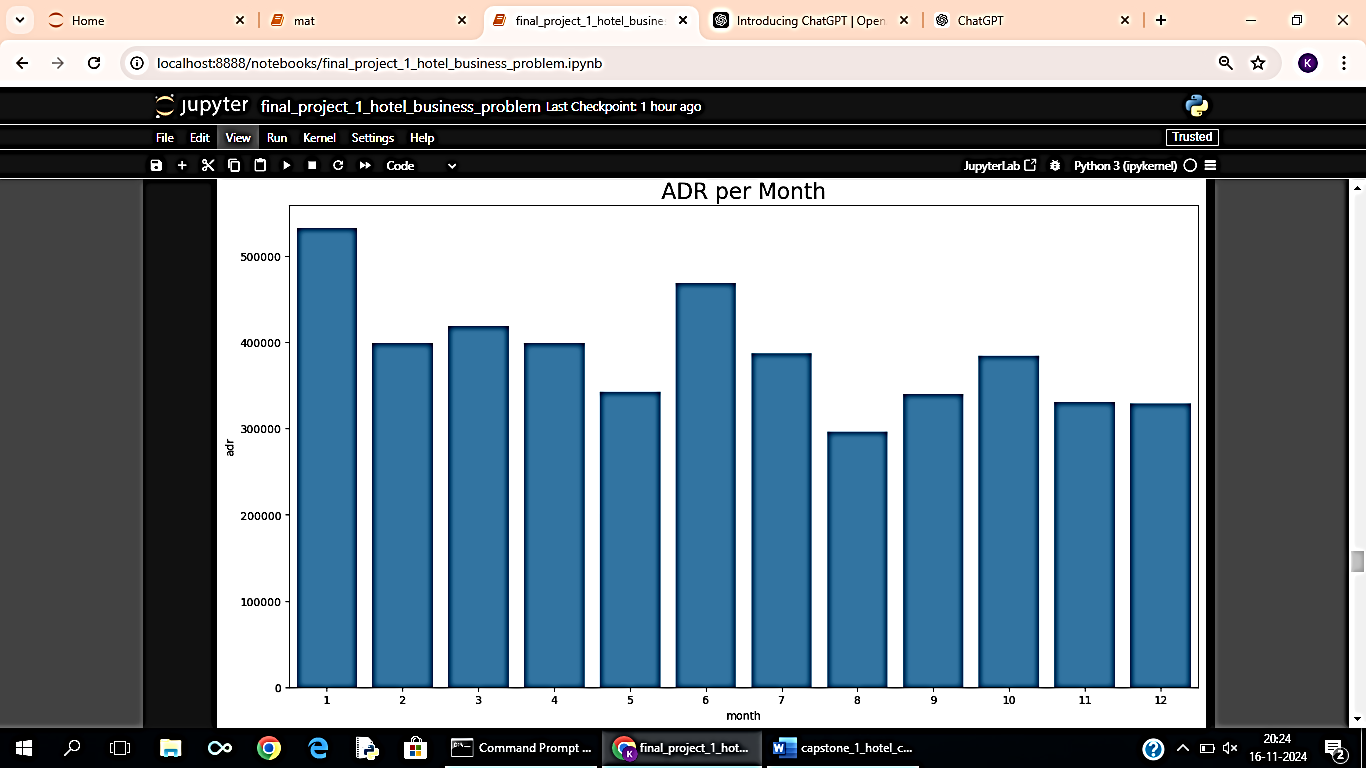 Home
mat
final_project_1_hotel_busine
Introducing ChatGPT | Open
ChatGPT
localhost:8888/notebooks/final_project_1_hotel_business_problem.ipynb
K
jupyter final_project_1_hotel_business_problem Last Checkpoint: 1 hour ago
File Edit View Run Kernel Settings Help
Trusted
Code
JupyterLab
Python 3 (ipykernel)
ADR per Month
500000
400000
300000
200000
100000
0
adr
1 2 3 4 5 6 7 8 9 10 11 12
month
Command Prompt ...
K
final_project_1_hot...
capstone_1_hotel_c...
20:24
16-11-2024
2